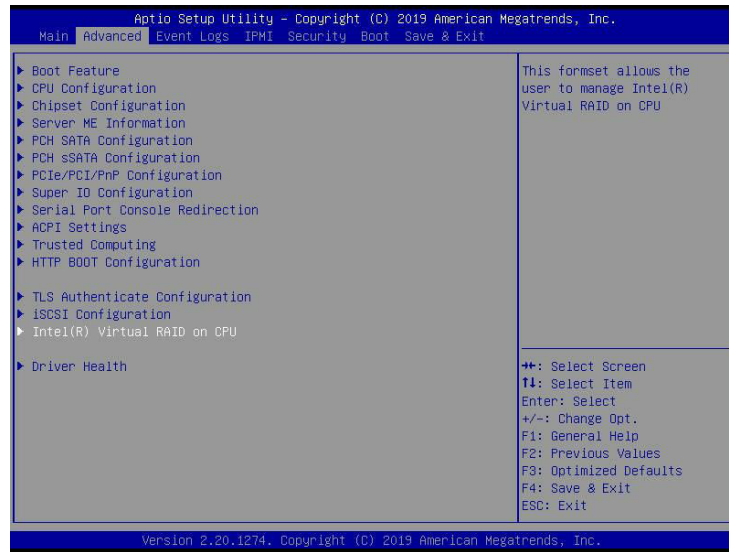 Aptio Setup Utility – Copyright (C) 2019 American Megatrends, Inc.
Main Advanced Event Logs IPMI Security Boot Save & Exit
Boot Feature
CPU Configuration
Chipset Configuration
Server ME Information
PCH SATA Configuration
PCH sSATA Configuration
PCIe/PCI/PnP Configuration
Super IO Configuration
Serial Port Console Redirection
ACPI Settings
Trusted Computing
HTTP BOOT Configuration
TLS Authenticate Configuration
iSCSI Configuration
Intel(R) Virtual RAID on CPU
Driver Health
This formset allows the
user to manage Intel(R)
Virtual RAID on CPU
→←: Select Screen
↑↓: Select Item
Enter: Select
+/-: Change Opt.
F1: General Help
F2: Previous Values
F3: Optimized Defaults
F4: Save & Exit
ESC: Exit
Version 2.20.1274. Copyright (C) 2019 American Megatrends, Inc.